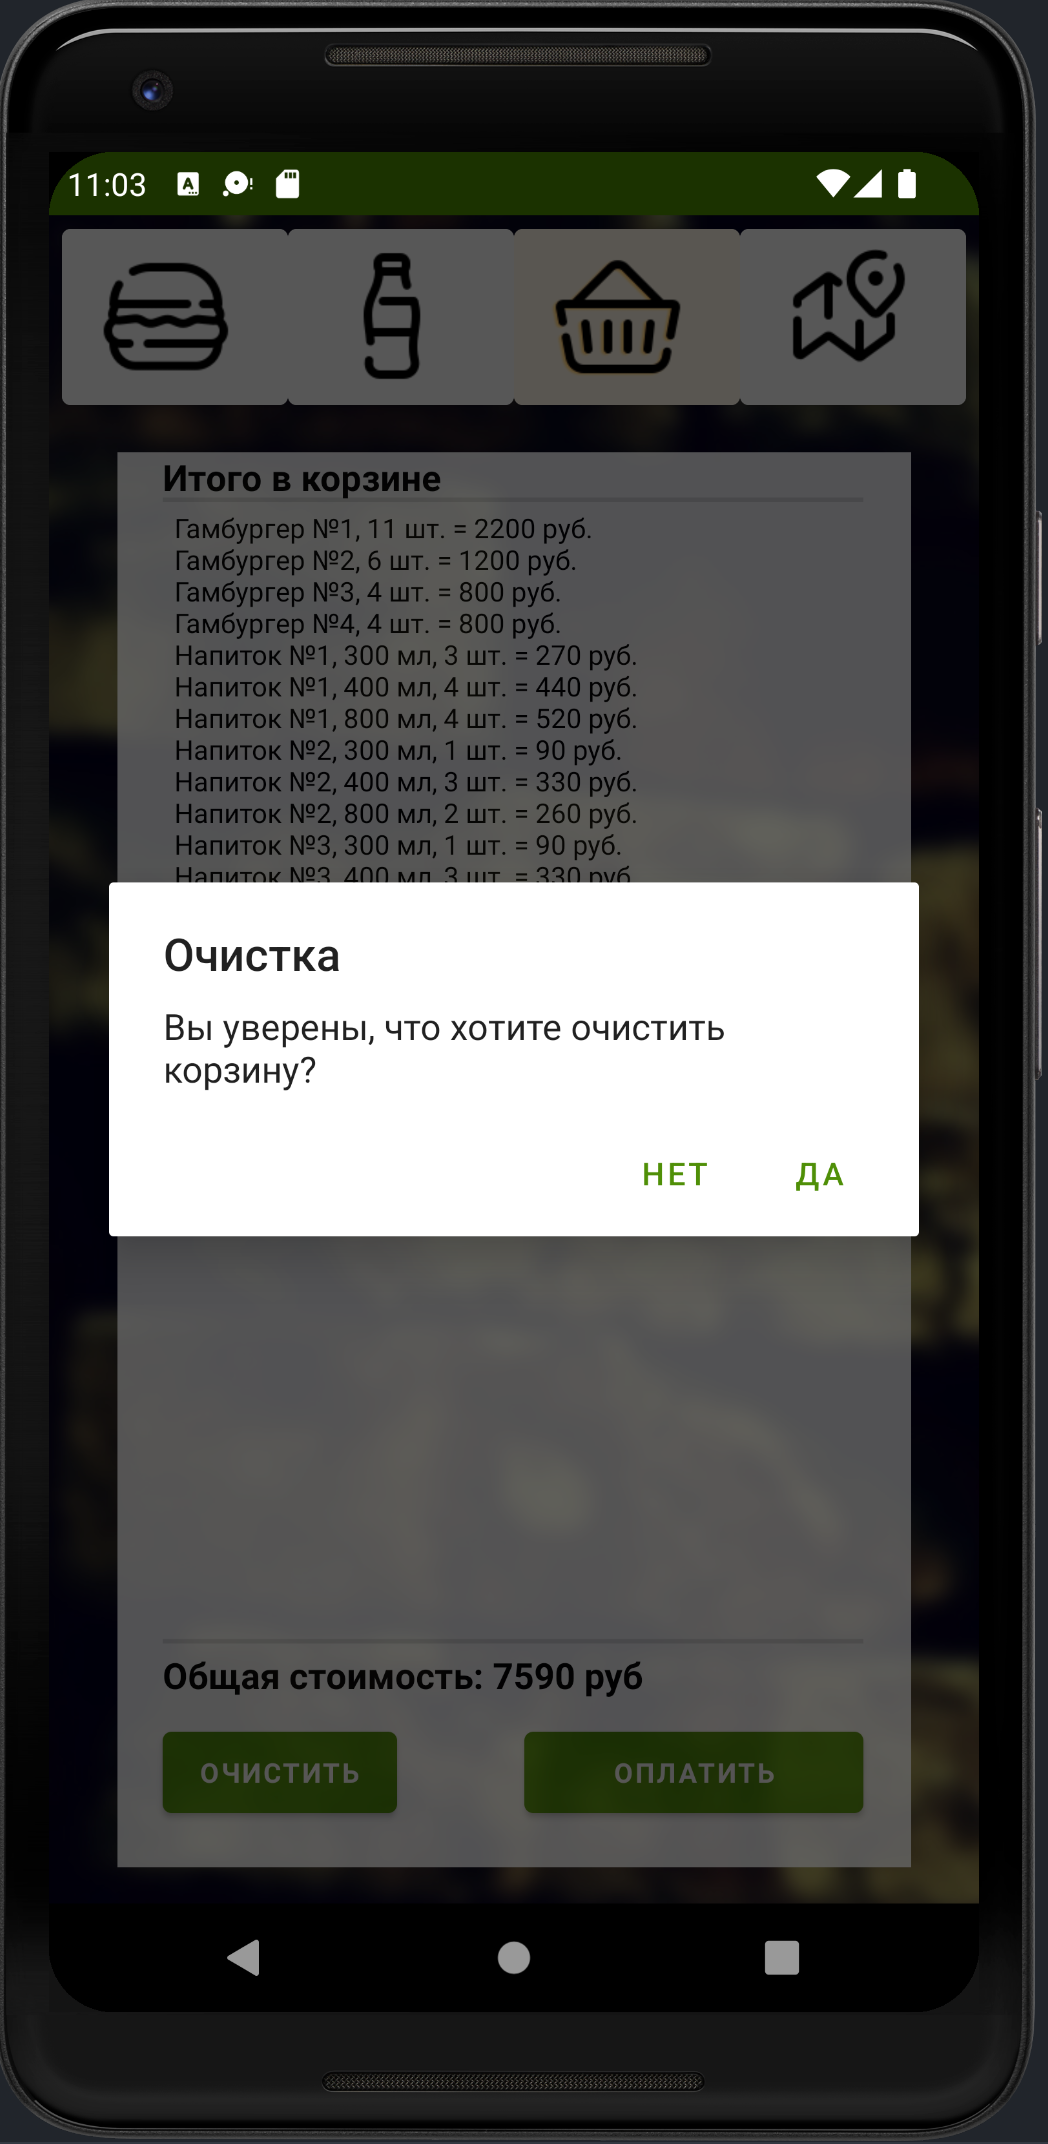 11:03
Итого в корзине
Гамбургер №1, 11 шт. = 2200 руб.
Гамбургер №2, 6 шт. = 1200 руб.
Гамбургер №3, 4 шт. = 800 руб.
Гамбургер №4, 4 шт. = 800 руб.
Напиток №1, 300 мл, 3 шт. = 270 руб.
Напиток №1, 400 мл, 4 шт. = 440 руб.
Напиток №1, 800 мл, 4 шт. = 520 руб.
Напиток №2, 300 мл, 1 шт. = 90 руб.
Напиток №2, 400 мл, 3 шт. = 330 руб.
Напиток №2, 800 мл, 2 шт. = 260 руб.
Напиток №3, 300 мл, 1 шт. = 90 руб.
Напиток №3, 400 мл, 3 шт. = 330 руб.
Очистка
Вы уверены, что хотите очистить
корзину?
НЕТ ДА
Общая стоимость: 7590 руб
ОЧИСТИТЬ ОПЛАТИТЬ